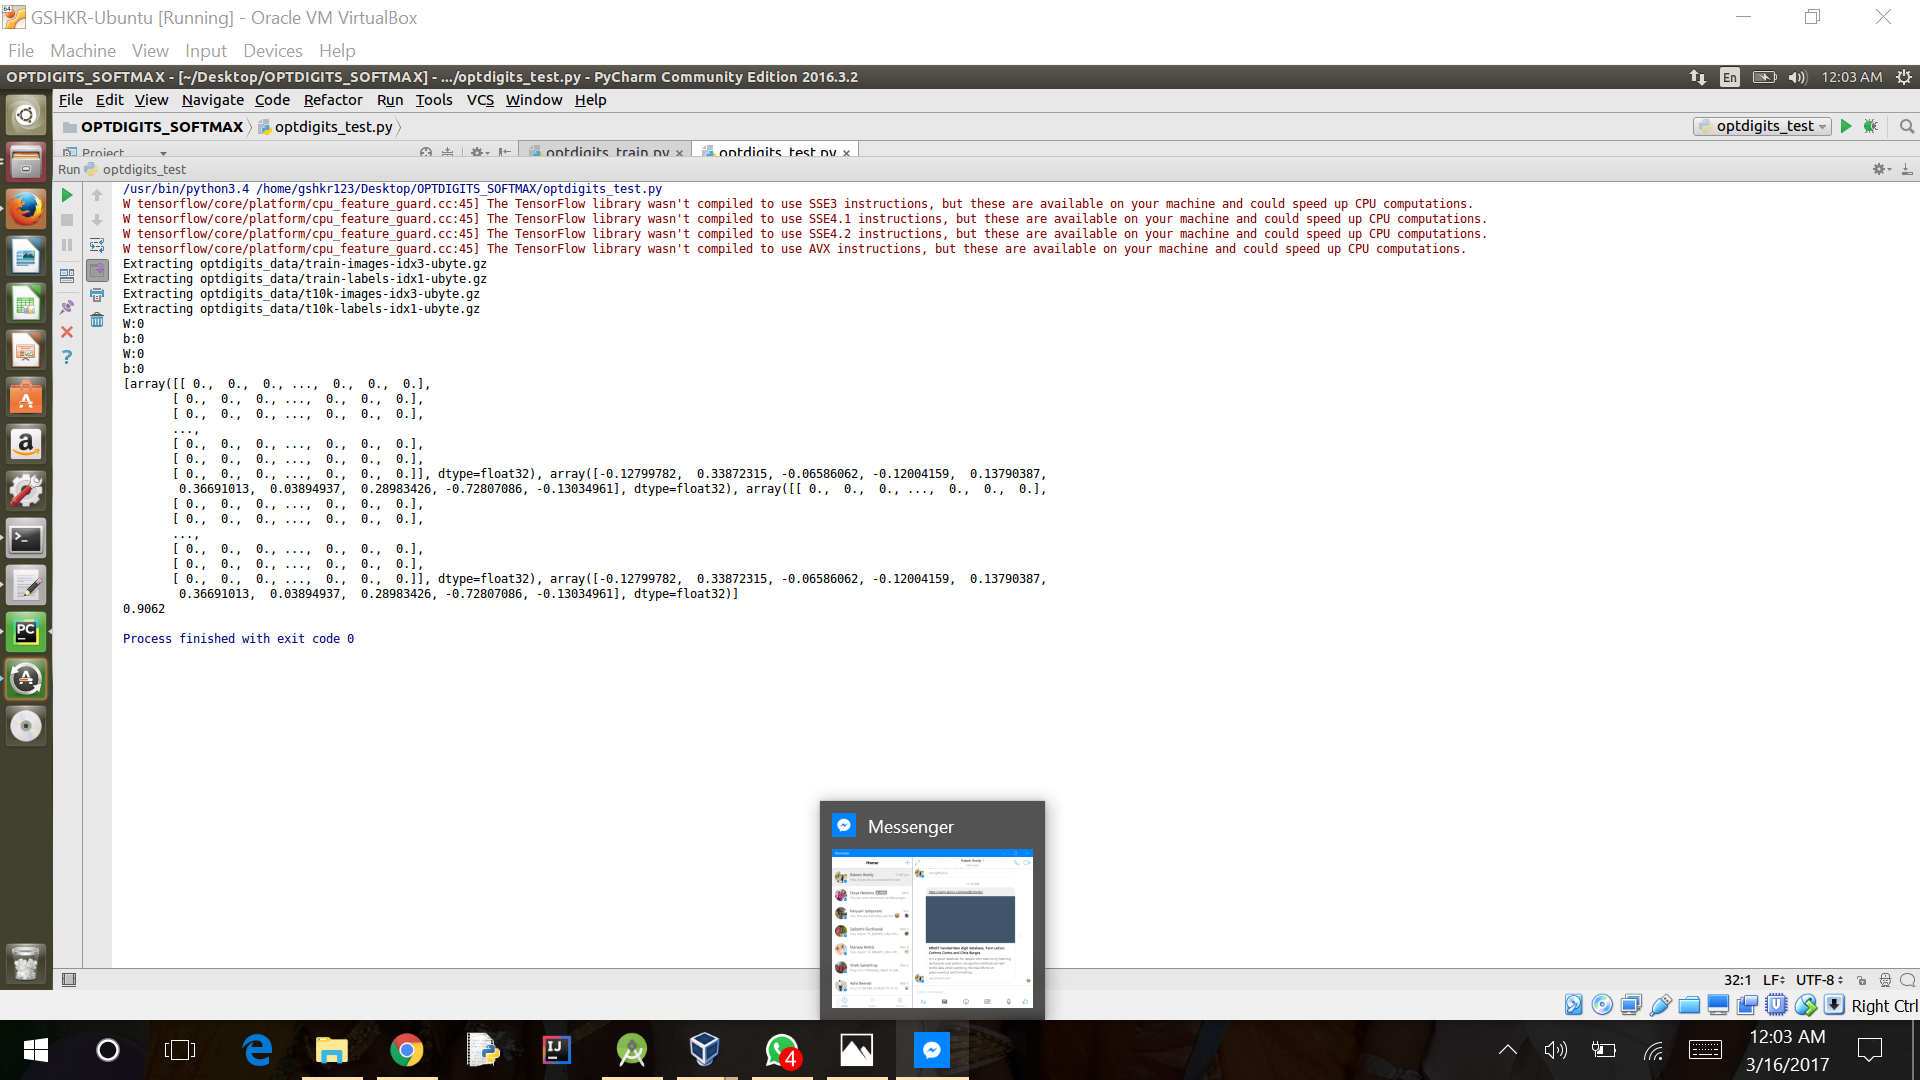 GSHKR-Ubuntu [Running] - Oracle VM VirtualBox
File Machine View Input Devices Help
OPTDIGITS_SOFTMAX - [~/Desktop/OPTDIGITS_SOFTMAX] - .../optdigits_test.py - PyCharm Community Edition 2016.3.2
En 12:03 AM
File Edit View Navigate Code Refactor Run Tools VCS Window Help
OPTDIGITS_SOFTMAX optdigits_test.py optdigits_test
Project optdigits_train.py optdigits_test.py
Run optdigits_test
/usr/bin/python3.4 /home/gshkr123/Desktop/OPTDIGITS_SOFTMAX/optdigits_test.py
W tensorflow/core/platform/cpu_feature_guard.cc:45] The TensorFlow library wasn't compiled to use SSE3 instructions, but these are available on your machine and could speed up CPU computations.
W tensorflow/core/platform/cpu_feature_guard.cc:45] The TensorFlow library wasn't compiled to use SSE4.1 instructions, but these are available on your machine and could speed up CPU computations.
W tensorflow/core/platform/cpu_feature_guard.cc:45] The TensorFlow library wasn't compiled to use SSE4.2 instructions, but these are available on your machine and could speed up CPU computations.
W tensorflow/core/platform/cpu_feature_guard.cc:45] The TensorFlow library wasn't compiled to use AVX instructions, but these are available on your machine and could speed up CPU computations.
Extracting optdigits_data/train-images-idx3-ubyte.gz
Extracting optdigits_data/train-labels-idx1-ubyte.gz
Extracting optdigits_data/t10k-images-idx3-ubyte.gz
Extracting optdigits_data/t10k-labels-idx1-ubyte.gz
W:0
b:0
W:0
b:0
[array([[ 0., 0., 0., ..., 0., 0., 0.],
[ 0., 0., 0., ..., 0., 0., 0.],
[ 0., 0., 0., ..., 0., 0., 0.],
...,
[ 0., 0., 0., ..., 0., 0., 0.],
[ 0., 0., 0., ..., 0., 0., 0.],
[ 0., 0., 0., ..., 0., 0., 0.]], dtype=float32), array([-0.12799782, 0.33872315, -0.06586062, -0.12004159, 0.13790387,
0.36691013, 0.03894937, 0.28983426, -0.72807086, -0.13034961], dtype=float32), array([[ 0., 0., 0., ..., 0., 0., 0.],
[ 0., 0., 0., ..., 0., 0., 0.],
[ 0., 0., 0., ..., 0., 0., 0.],
...,
[ 0., 0., 0., ..., 0., 0., 0.],
[ 0., 0., 0., ..., 0., 0., 0.],
[ 0., 0., 0., ..., 0., 0., 0.]], dtype=float32), array([-0.12799782, 0.33872315, -0.06586062, -0.12004159, 0.13790387,
0.36691013, 0.03894937, 0.28983426, -0.72807086, -0.13034961], dtype=float32)]
0.9062
Process finished with exit code 0
Messenger
Home
32:1 LF UTF-8
Right Ctrl
4
12:03 AM
3/16/2017